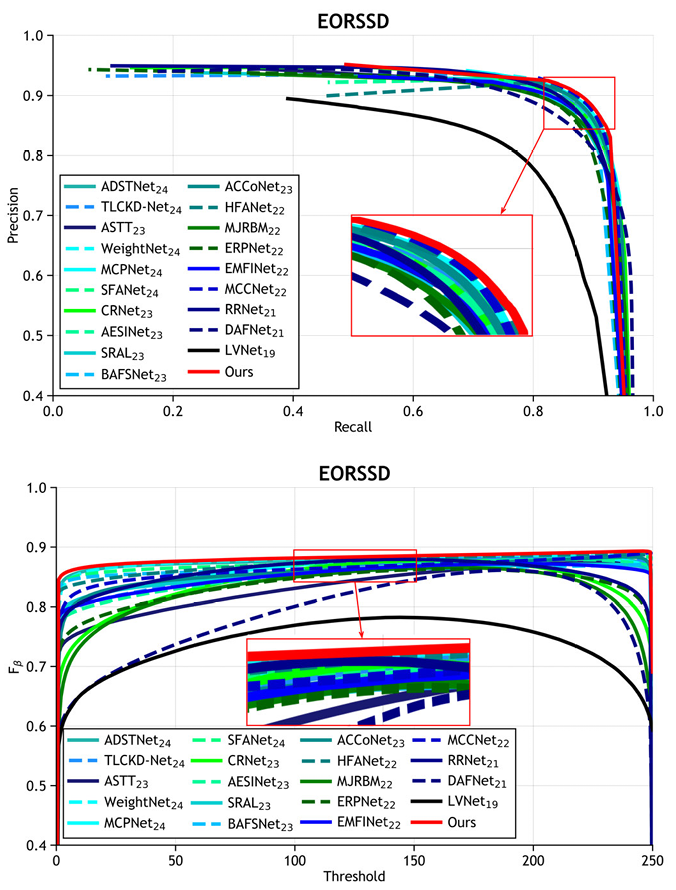 EORSSD
1.0
0.9
0.8
0.7
0.6
0.5
0.4
Precision
ADSTNet24 ACCoNet23
TLCKD-Net24 HFANet22
ASTT23 MJRBM22
WeightNet24 ERPNet22
MCPNet24 EMFINet22
SFANet24 MCCNet22
CRNet23 RRNet21
AESINet23 DAFNet21
SRAL23 LVNet19
BAFSNet23 Ours
0.0 0.2 0.4 0.6 0.8 1.0
Recall
EORSSD
1.0
0.9
0.8
0.7
0.6
0.5
0.4
Fβ
ADSTNet24 SFANet24 ACCoNet23 MCCNet22
TLCKD-Net24 CRNet23 HFANet22 RRNet21
ASTT23 AESINet23 MJRBM22 DAFNet21
WeightNet24 SRAL23 ERPNet22 LVNet19
MCPNet24 BAFSNet23 EMFINet22 Ours
0 50 100 150 200 250
Threshold